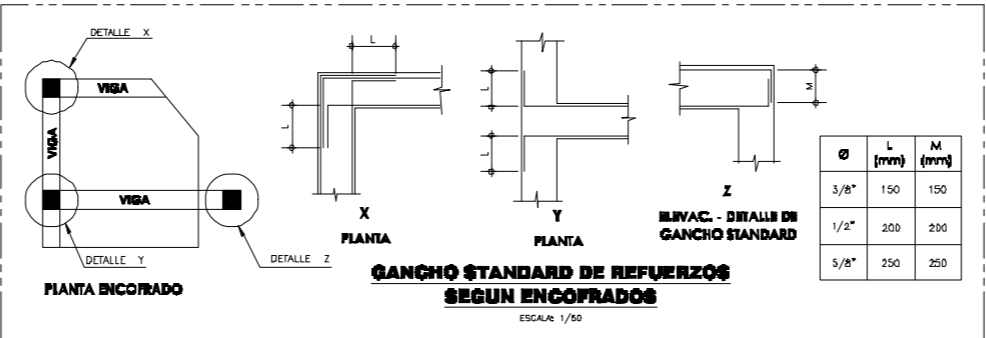 DETALLE X
VIGA
VIGA
VIGA
DETALLE Y
DETALLE Z
PLANTA ENCOFRADO
L
L
X
PLANTA
L
L
Y
PLANTA
M
Z
ELEVAC. - DETALLE DE
GANCHO STANDARD
Ø L (mm) M (mm)
3/8" 150 150
1/2" 200 200
5/8" 250 250
GANCHO STANDARD DE REFUERZOS
SEGUN ENCOFRADOS
ESCALA: 1/50